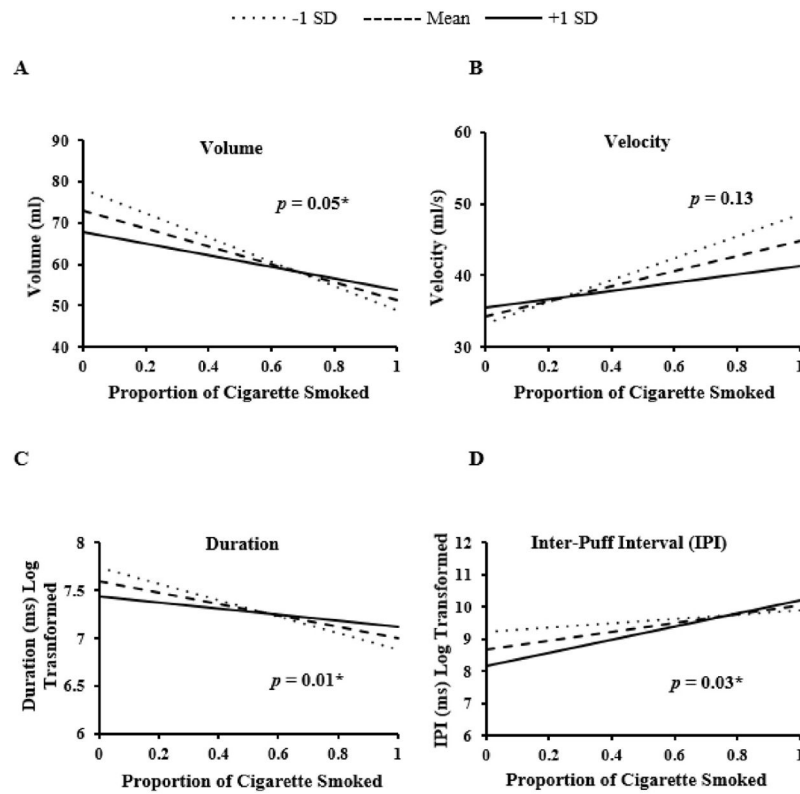 -1 SD Mean +1 SD
A
B
Volume
Velocity
p = 0.05*
p = 0.13
Volume (ml)
90
80
70
60
50
40
0 0.2 0.4 0.6 0.8 1
Proportion of Cigarette Smoked
Velocity (ml/s)
60
50
40
30
0 0.2 0.4 0.6 0.8 1
Proportion of Cigarette Smoked
C
D
Duration
Inter-Puff Interval (IPI)
Duration (ms) Log
Trasnformed
8
7.5
7
6.5
6
p = 0.01*
0 0.2 0.4 0.6 0.8 1
Proportion of Cigarette Smoked
IPI (ms) Log Transformed
12
11
10
9
8
7
6
p = 0.03*
0 0.2 0.4 0.6 0.8 1
Proportion of Cigarette Smoked